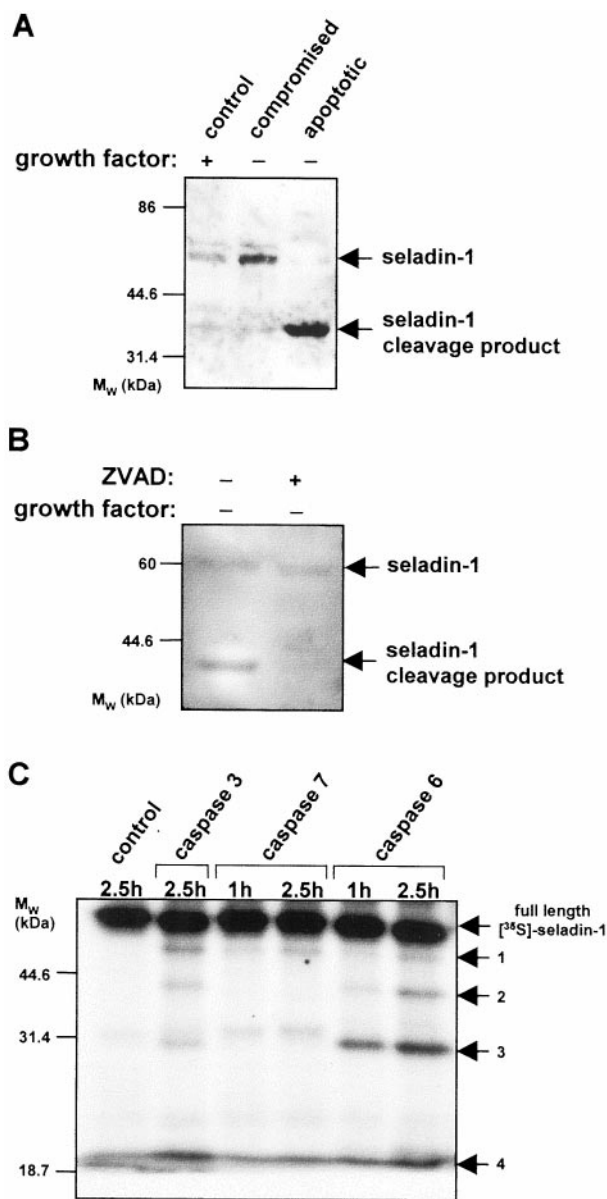 A
control
compromised
apoptotic
growth factor: + – –
86
seladin-1
44.6
seladin-1
cleavage product
31.4
MW (kDa)
B
ZVAD: – +
growth factor: – –
60
seladin-1
44.6
seladin-1
cleavage product
MW (kDa)
C
control
caspase 3
caspase 7
caspase 6
2.5h 2.5h 1h 2.5h 1h 2.5h
MW
(kDa)
full length
[³⁵S]-seladin-1
1
44.6
2
31.4
3
18.7
4